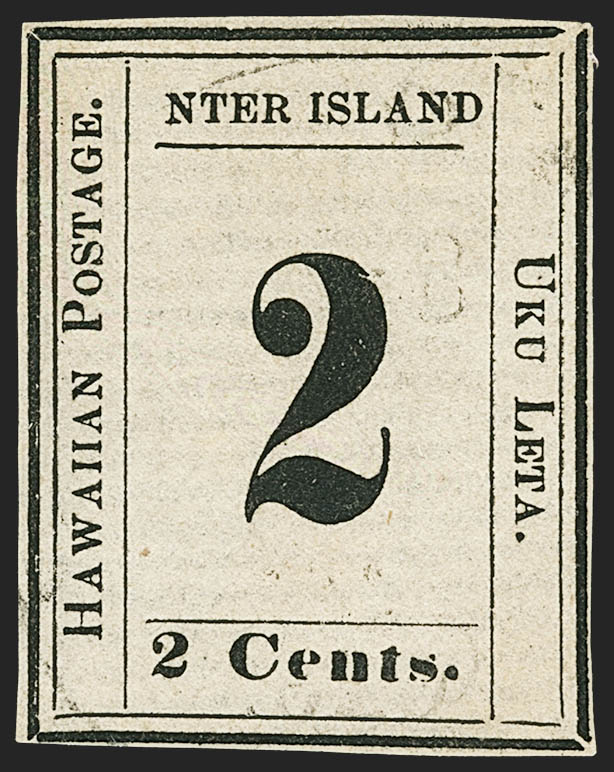 NTER ISLAND
HAWAIIAN POSTAGE.
2
UKU LETA.
2 Cents.